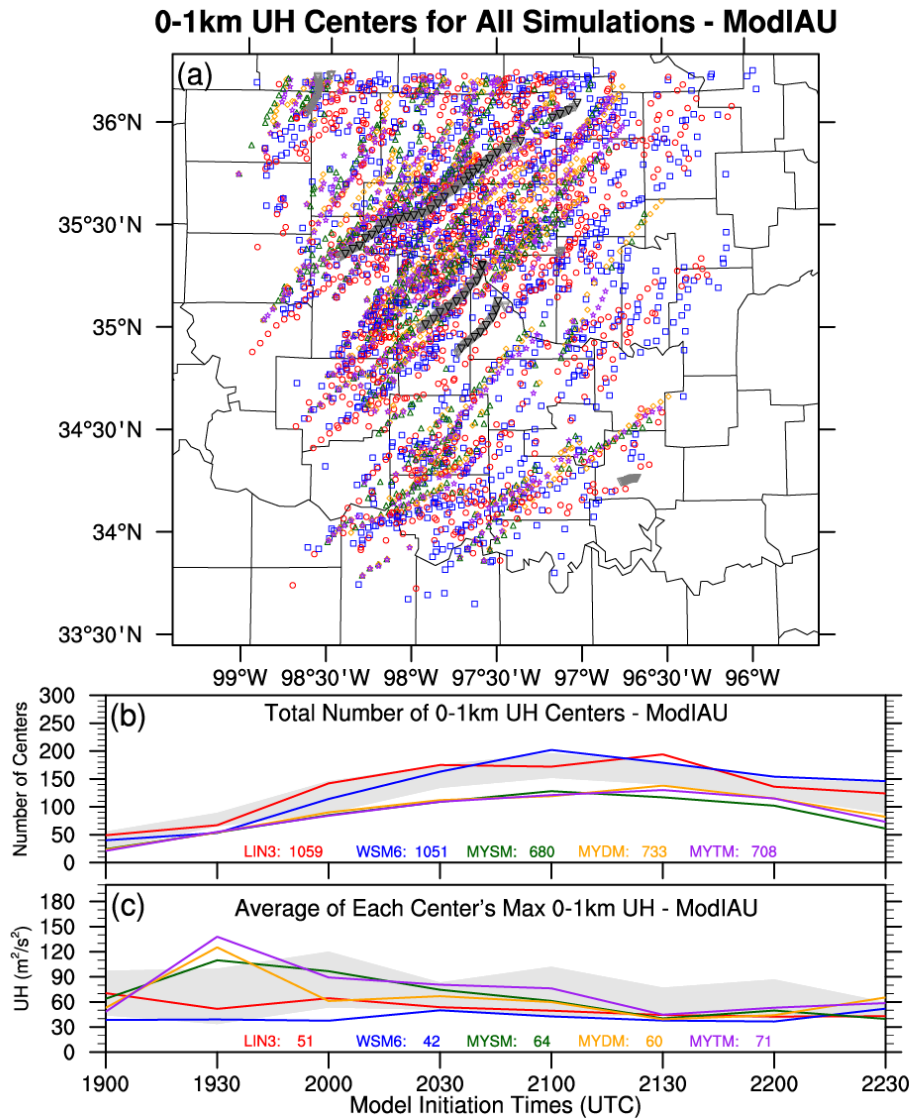 0-1km UH Centers for All Simulations - ModIAU
(a)
36°N
35°30'N
35°N
34°30'N
34°N
33°30'N
99°W 98°30'W 98°W 97°30'W 97°W 96°30'W 96°W
(b)
Total Number of 0-1km UH Centers - ModIAU
Number of Centers
300
250
200
150
100
50
0
LIN3: 1059 WSM6: 1051 MYSM: 680 MYDM: 733 MYTM: 708
(c)
Average of Each Center's Max 0-1km UH - ModIAU
UH (m²/s²)
180
150
120
90
60
30
0
LIN3: 51 WSM6: 42 MYSM: 64 MYDM: 60 MYTM: 71
1900 1930 2000 2030 2100 2130 2200 2230
Model Initiation Times (UTC)